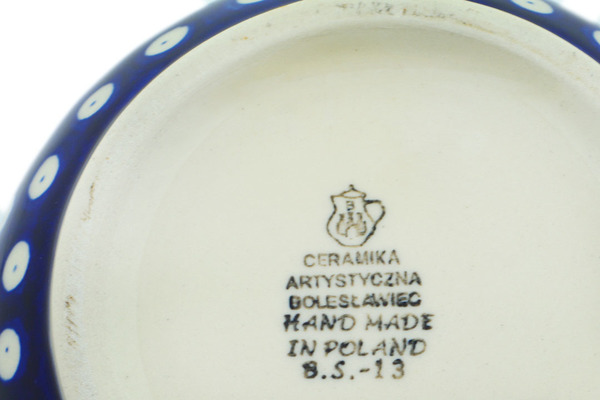 B
CERAMIKA
ARTYSTYCZNA
BOLESŁAWIEC
HAND MADE
IN POLAND
B.S.-13